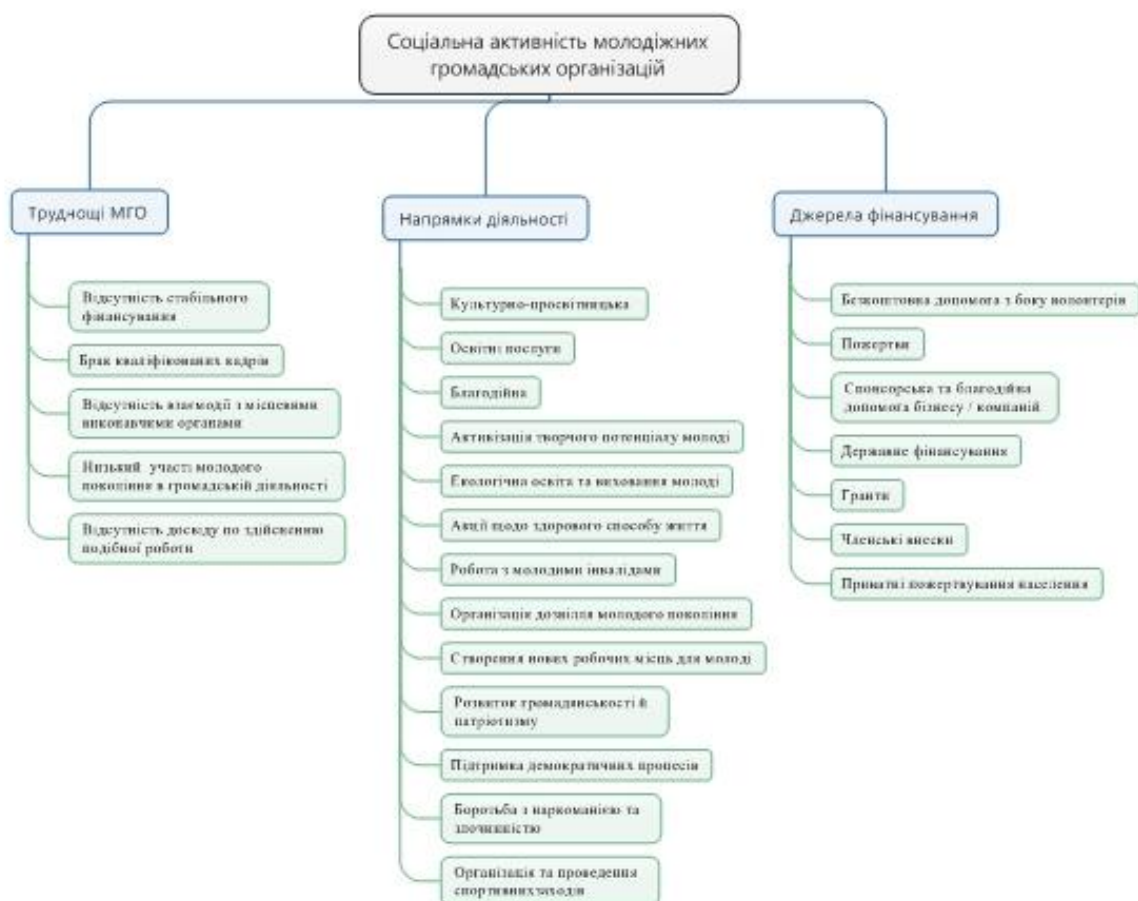 Соціальна активність молодіжних
громадських організацій
Труднощі МГО
Відсутність стабільного
фінансування
Брак кваліфікованих кадрів
Відсутність взаємодії з місцевими
виконавчими органами
Низький участі молодого
покоління в громадській діяльності
Відсутність досвіду по здійсненню
подібної роботи
Напрямки діяльності
Культурно-просвітницька
Освітні послуги
Благодійна
Активізація творчого потенціалу молоді
Екологічна освіта та виховання молоді
Акції щодо здорового способу життя
Робота з молодими інвалідами
Організація дозвілля молодого покоління
Створення нових робочих місць для молоді
Розвиток громадянськості й
патріотизму
Підтримка демократичних процесів
Боротьба з наркоманією та
злочинністю
Організація та проведення
спортивних заходів
Джерела фінансування
Безкоштовна допомога з боку волонтерів
Пожертви
Спонсорська та благодійна
допомога бізнесу / компаній
Державне фінансування
Гранти
Членські внески
Приватні пожертвування населення